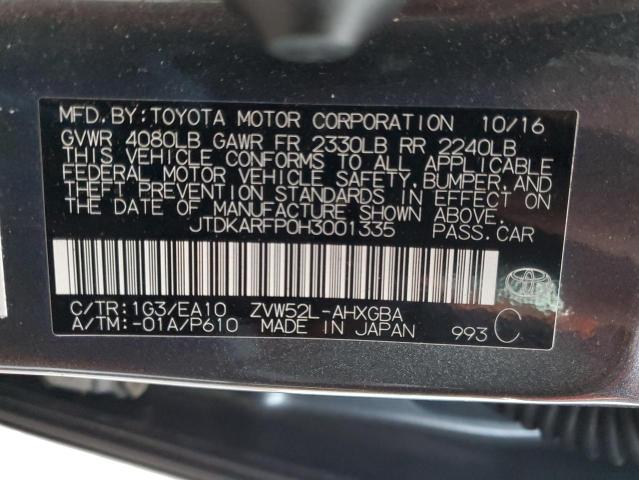 MFD.BY:TOYOTA MOTOR CORPORATION 10/16
GVWR 4080LB GAWR FR 2330LB RR 2240LB
THIS VEHICLE CONFORMS TO ALL APPLICABLE
FEDERAL MOTOR VEHICLE SAFETY,BUMPER,AND
THEFT PREVENTION STANDARDS IN EFFECT ON
THE DATE OF MANUFACTURE SHOWN ABOVE.
JTDKARFP0H3001335 PASS.CAR
C/TR:1G3/EA10 ZVW52L-AHXGBA
A/TM:-01A/P610 MADE IN JAPAN 993 C